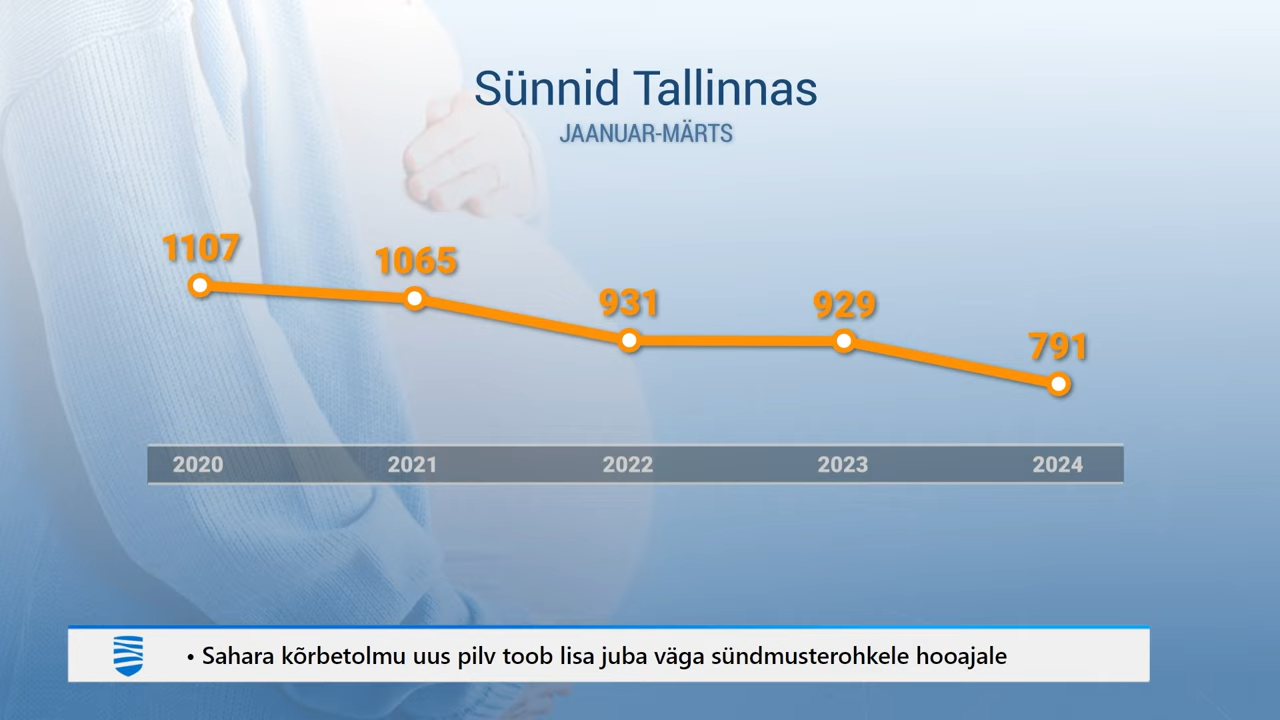 Sünnid Tallinnas
JAANUAR-MÄRTS
1107
1065
931
929
791
2020 2021 2022 2023 2024
• Sahara kõrbetolmu uus pilv toob lisa juba väga sündmusterohkele hooajale